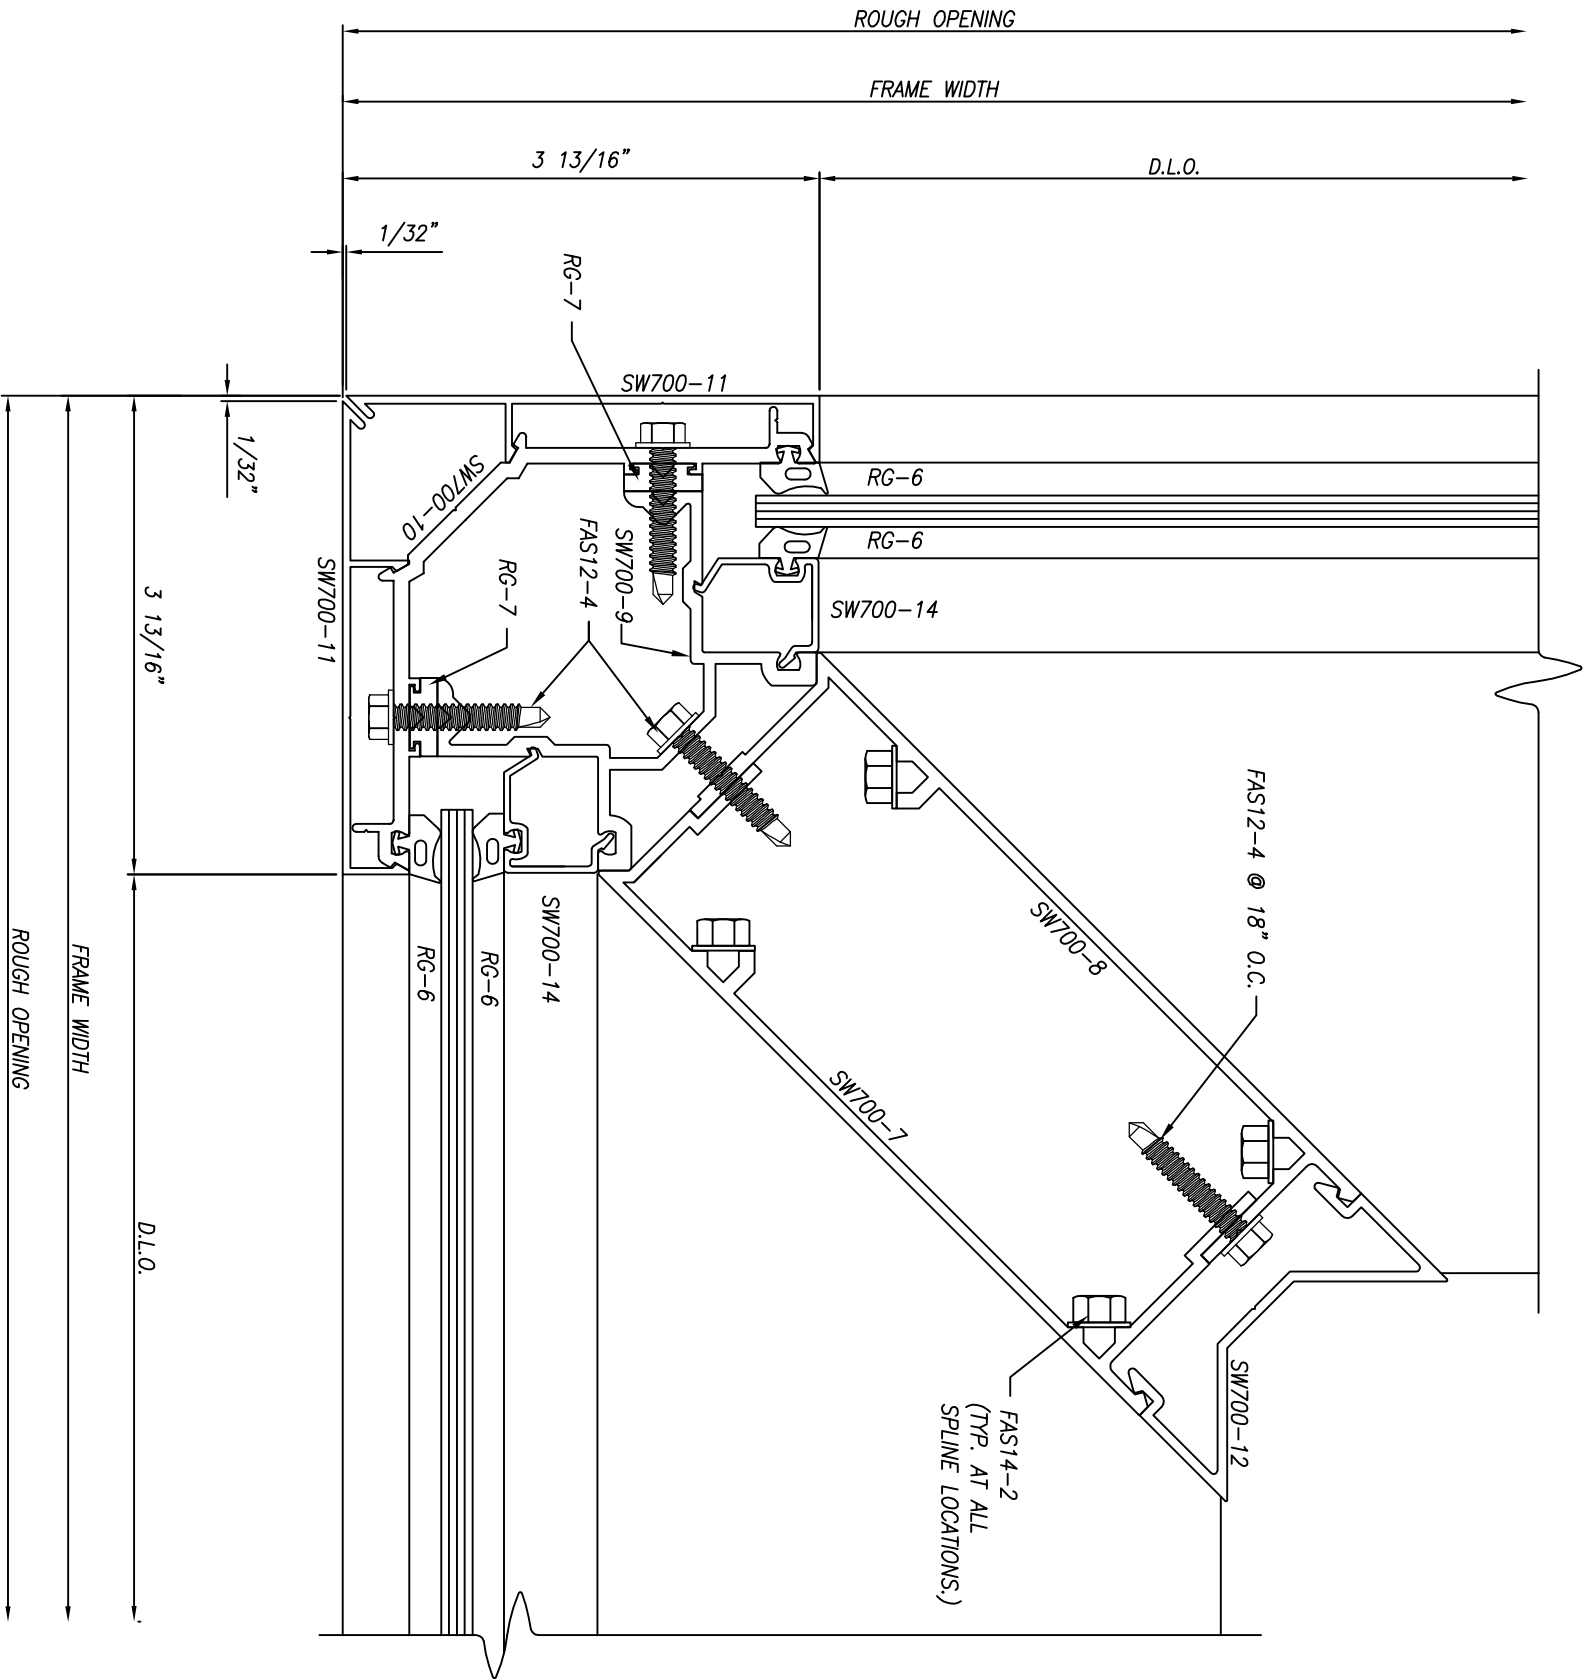 ROUGH OPENING
FRAME WIDTH
3 13/16"
D.L.O.
1/32"
RG-7
SW700-11
RG-6
RG-6
SW700-14
1/32"
SW700-10
SW700-11
RG-7
FAS12-4
SW700-9
3 13/16"
FAS12-4 @ 18" O.C.
SW700-8
SW700-7
SW700-14
RG-6
RG-6
FRAME WIDTH
ROUGH OPENING
D.L.O.
SW700-12
FAS14-2
(TYP. AT ALL
SPLINE LOCATIONS.)